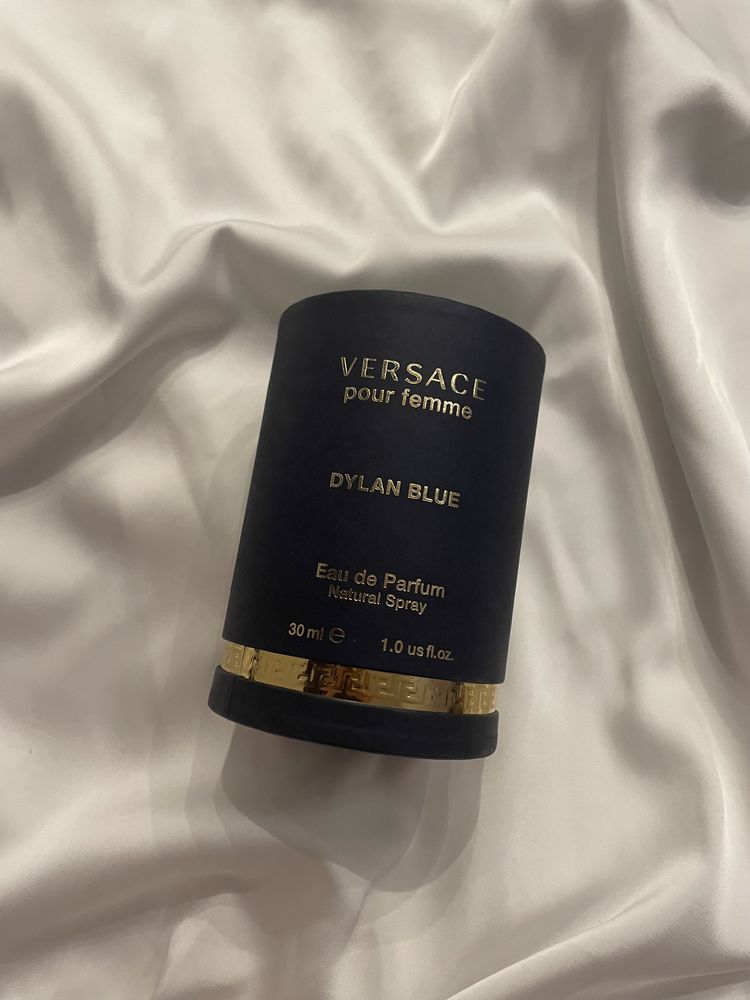 VERSACE
pour femme
DYLAN BLUE
Eau de Parfum
Natural Spray
30 ml ℮ 1.0 us fl.oz.